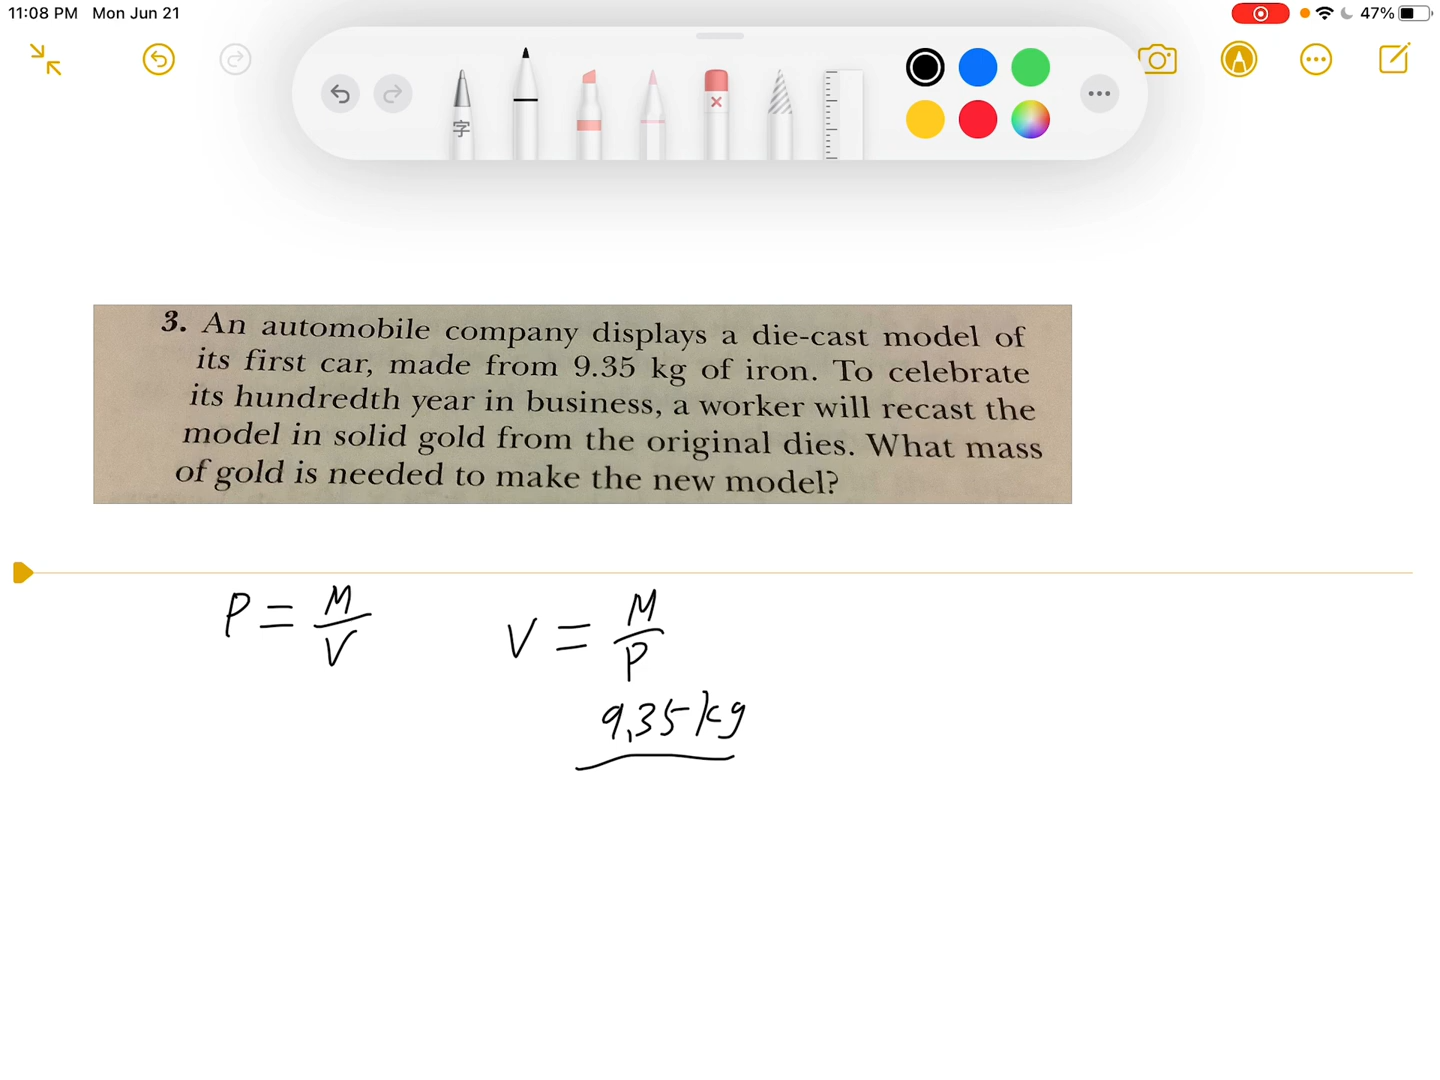 11:08 PM Mon Jun 21
47%
字
3. An automobile company displays a die-cast model of
its first car, made from 9.35 kg of iron. To celebrate
its hundredth year in business, a worker will recast the
model in solid gold from the original dies. What mass
of gold is needed to make the new model?
P = M/V
V = M/P
9.35 kg